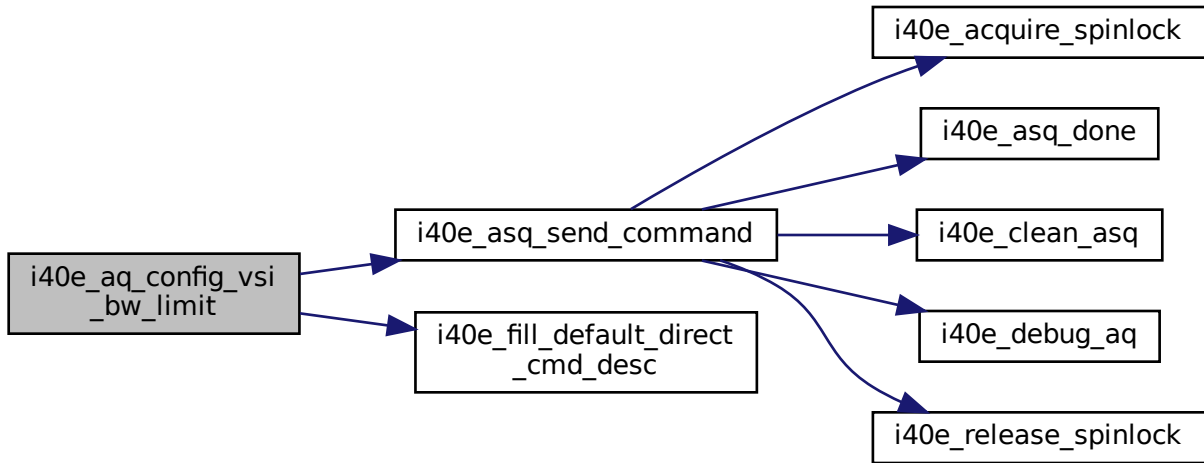 i40e_aq_config_vsi
_bw_limit
i40e_asq_send_command
i40e_fill_default_direct
_cmd_desc
i40e_acquire_spinlock
i40e_asq_done
i40e_clean_asq
i40e_debug_aq
i40e_release_spinlock